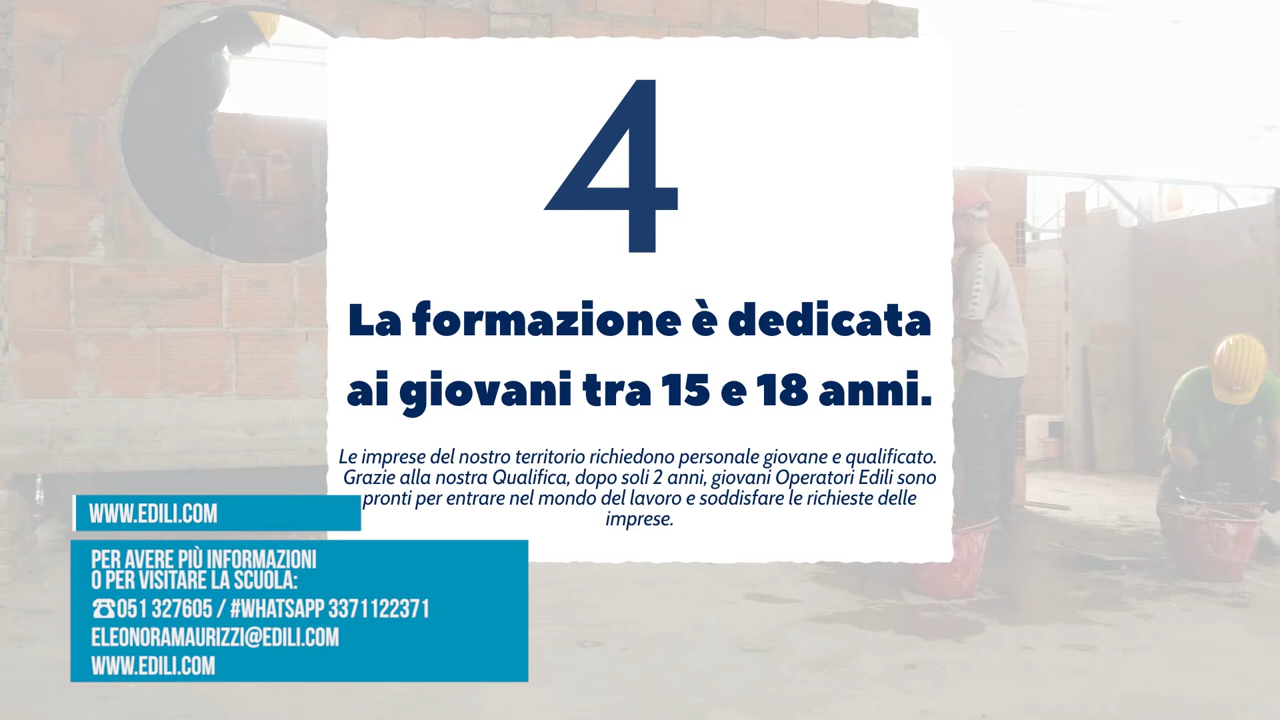 4
La formazione è dedicata
ai giovani tra 15 e 18 anni.
Le imprese del nostro territorio richiedono personale giovane e qualificato.
Grazie alla nostra Qualifica, dopo soli 2 anni, giovani Operatori Edili sono
pronti per entrare nel mondo del lavoro e soddisfare le richieste delle
imprese.
WWW.EDILI.COM
PER AVERE PIÙ INFORMAZIONI
O PER VISITARE LA SCUOLA:
☎051 327605 / #WHATSAPP 3371122371
ELEONORAMAURIZZI@EDILI.COM
WWW.EDILI.COM